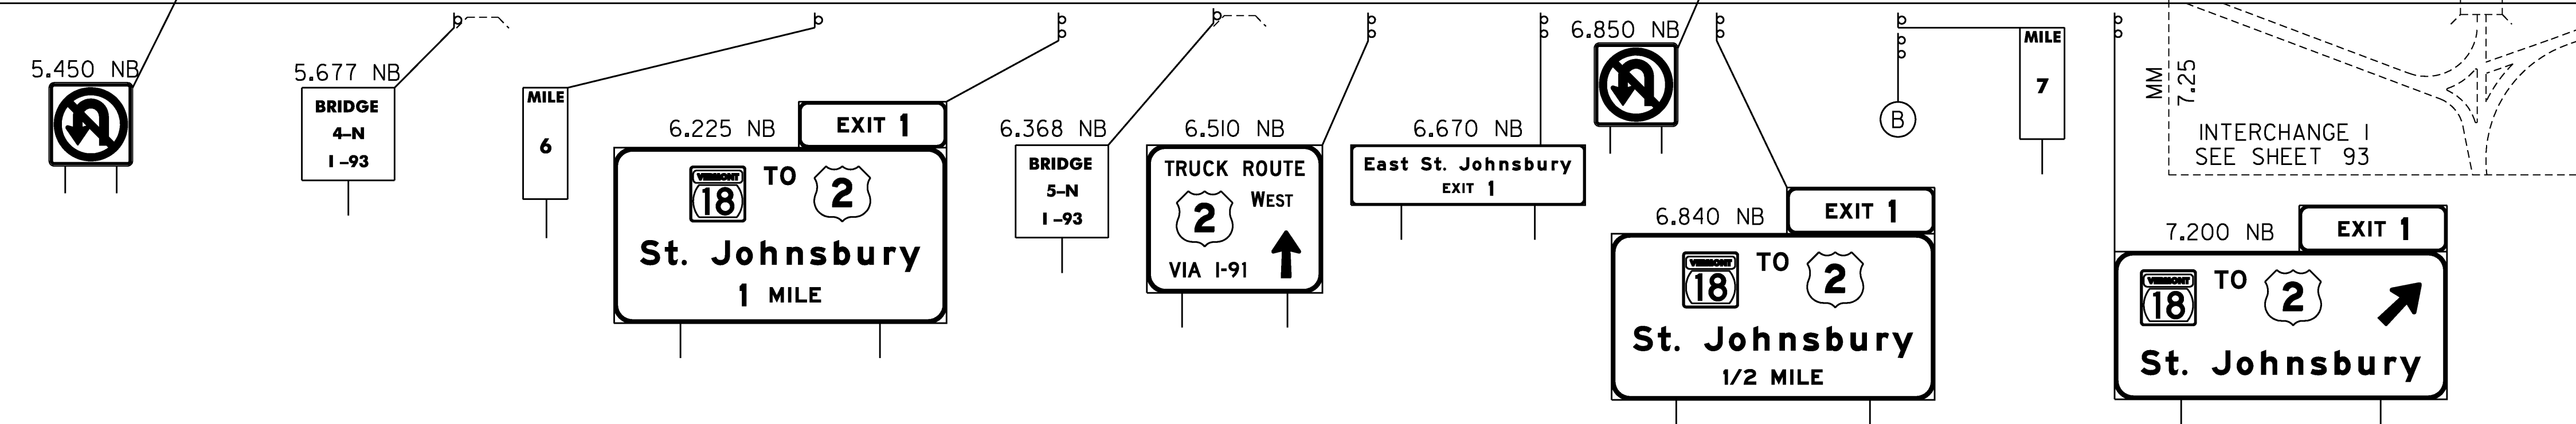 5.450 NB
5.677 NB
BRIDGE
4-N
I-93
MILE
6
6.225 NB
EXIT 1
VERMONT
18
TO
2
St. Johnsbury
1 MILE
6.368 NB
BRIDGE
5-N
I-93
6.510 NB
TRUCK ROUTE
2
WEST
VIA I-91
6.670 NB
East St. Johnsbury
EXIT 1
6.850 NB
6.840 NB
EXIT 1
VERMONT
18
TO
2
St. Johnsbury
1/2 MILE
B
MILE
7
MM
7.25
INTERCHANGE 1
SEE SHEET 93
7.200 NB
EXIT 1
VERMONT
18
TO
2
St. Johnsbury